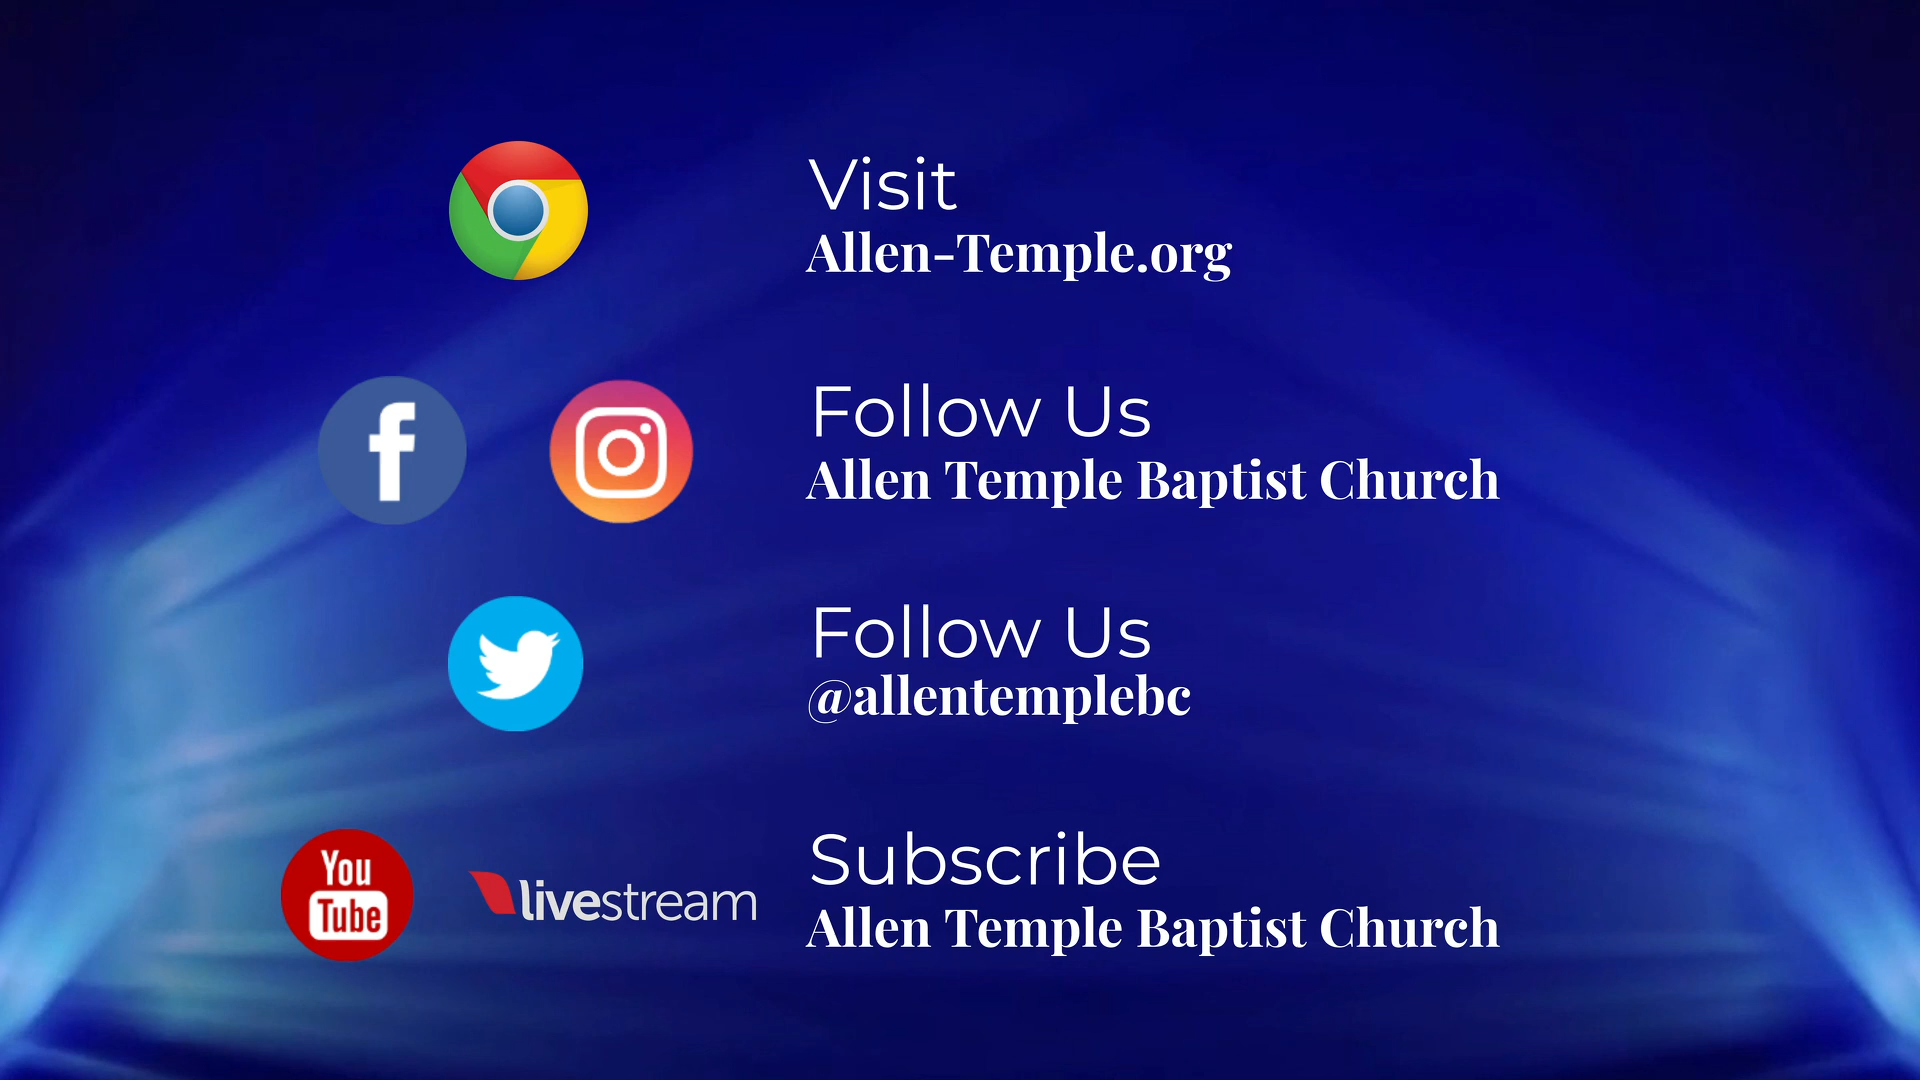 Visit
Allen-Temple.org
f
Follow Us
Allen Temple Baptist Church
Follow Us
@allentemplebc
You
Tube
livestream
Subscribe
Allen Temple Baptist Church